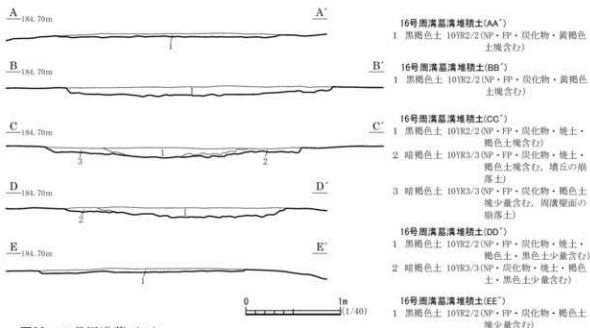 A
A´
184.70m
1
B
B´
184.70m
1
C
C´
184.70m
3
1
2
D
D´
184.70m
2
1
E
E´
184.70m
1
0
1m
(1/40)
16号周溝墓溝堆積土(AA´)
1 黒褐色土 10YR2/2(NP・FP・炭化物・黄褐色
土塊含む)
16号周溝墓溝堆積土(BB´)
1 黒褐色土 10YR2/2(NP・FP・炭化物・黄褐色
土塊含む)
16号周溝墓溝堆積土(CC´)
1 黒褐色土 10YR2/2(NP・FP・炭化物・焼土・
褐色土塊含む)
2 暗褐色土 10YR3/3(NP・FP・炭化物・焼土・
褐色土塊含む、墳丘の崩
落土)
3 暗褐色土 10YR3/3(NP・FP・炭化物・褐色土
塊少量含む、周溝壁面の
崩落土)
16号周溝墓溝堆積土(DD´)
1 黒褐色土 10YR2/2(NP・FP・炭化物・焼土・
褐色土・黒色土少量含む)
2 暗褐色土 10YR3/3(NP・炭化物・焼土・褐色
土・黒色土少量含む)
16号周溝墓溝堆積土(EE´)
1 黒褐色土 10YR2/2(NP・FP・炭化物・褐色土
塊少量含む)